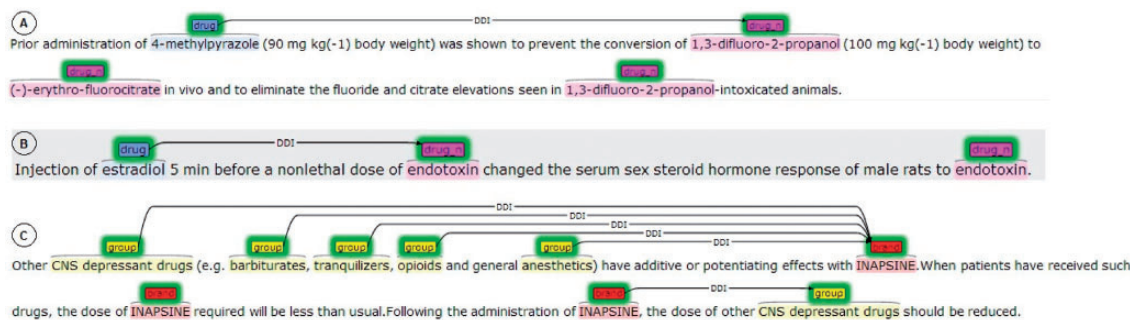 A
drug DDI drug_n
Prior administration of 4-methylpyrazole (90 mg kg(-1) body weight) was shown to prevent the conversion of 1,3-difluoro-2-propanol (100 mg kg(-1) body weight) to
drug_n drug_n
(-)-erythro-fluorocitrate in vivo and to eliminate the fluoride and citrate elevations seen in 1,3-difluoro-2-propanol-intoxicated animals.
B
drug DDI drug_n drug_n
Injection of estradiol 5 min before a nonlethal dose of endotoxin changed the serum sex steroid hormone response of male rats to endotoxin.
DDI
DDI
DDI
DDI
C
group group group group group DDI brand
Other CNS depressant drugs (e.g. barbiturates, tranquilizers, opioids and general anesthetics) have additive or potentiating effects with INAPSINE.When patients have received such
brand brand DDI group
drugs, the dose of INAPSINE required will be less than usual.Following the administration of INAPSINE, the dose of other CNS depressant drugs should be reduced.